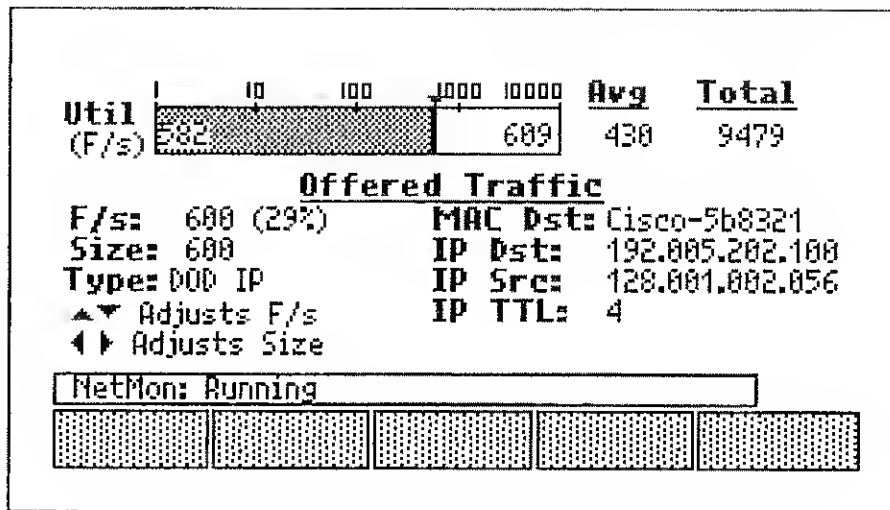 1 10 100 1000 10000 Avg Total
Util (F/s) 582 609 430 9479
Offered Traffic
F/s: 600 (29%) MAC Dst: Cisco-5b8321
Size: 600 IP Dst: 192.005.202.100
Type: DOD IP IP Src: 128.001.002.056
▲▼ Adjusts F/s IP TTL: 4
◀▶ Adjusts Size
NetMon: Running